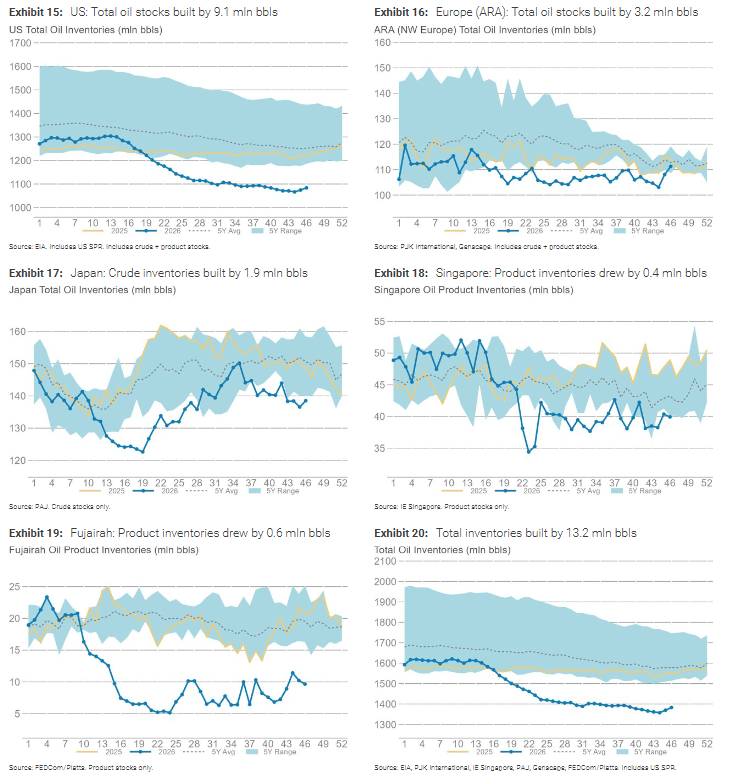 Exhibit 15: US: Total oil stocks built by 9.1 mln bbls
US Total Oil Inventories (mln bbls)
1700
1600
1500
1400
1300
1200
1100
1000
1 4 7 10 13 16 19 22 25 28 31 34 37 40 43 46 49 52
2025 2026 5Y Avg 5Y Range
Source: EIA. Includes US SPR. Includes crude + product stocks.
Exhibit 16: Europe (ARA): Total oil stocks built by 3.2 mln bbls
ARA (NW Europe) Total Oil Inventories (mln bbls)
160
150
140
130
120
110
100
1 4 7 10 13 16 19 22 25 28 31 34 37 40 43 46 49 52
2025 2026 5Y Avg 5Y Range
Source: PJK International, Genscape. Includes crude + product stocks.
Exhibit 17: Japan: Crude inventories built by 1.9 mln bbls
Japan Total Oil Inventories (mln bbls)
160
150
140
130
120
1 4 7 10 13 16 19 22 25 28 31 34 37 40 43 46 49 52
2025 2026 5Y Avg 5Y Range
Source: PAJ. Crude stocks only.
Exhibit 18: Singapore: Product inventories drew by 0.4 mln bbls
Singapore Oil Product Inventories (mln bbls)
55
50
45
40
35
1 4 7 10 13 16 19 22 25 28 31 34 37 40 43 46 49 52
2025 2026 5Y Avg 5Y Range
Source: IE Singapore. Product stocks only.
Exhibit 19: Fujairah: Product inventories drew by 0.6 mln bbls
Fujairah Oil Product Inventories (mln bbls)
25
20
15
10
5
1 4 7 10 13 16 19 22 25 28 31 34 37 40 43 46 49 52
2025 2026 5Y Avg 5Y Range
Source: FEDCom/Platts. Product stocks only.
Exhibit 20: Total inventories built by 13.2 mln bbls
Total Oil Inventories (mln bbls)
2100
2000
1900
1800
1700
1600
1500
1400
1300
1 4 7 10 13 16 19 22 25 28 31 34 37 40 43 46 49 52
2025 2026 5Y Avg 5Y Range
Source: EIA, PJK International, IE Singapore, PAJ, Genscape, FEDCom/Platts. Includes US SPR.